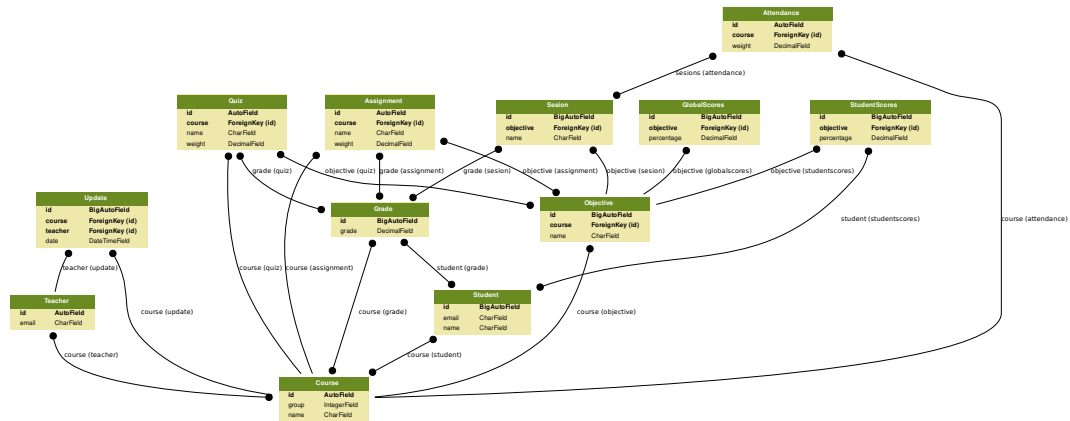 Attendance
id AutoField
course ForeignKey (id)
weight DecimalField
sesions (attendance)
Quiz
id AutoField
course ForeignKey (id)
name CharField
weight DecimalField
Assignment
id AutoField
course ForeignKey (id)
name CharField
weight DecimalField
Sesion
id BigAutoField
objective ForeignKey (id)
name CharField
GlobalScores
id BigAutoField
objective ForeignKey (id)
percentage DecimalField
StudentScores
id BigAutoField
objective ForeignKey (id)
percentage DecimalField
grade (quiz)
objective (quiz)
grade (assignment)
grade (sesion)
objective (assignment)
objective (sesion)
objective (globalscores)
objective (studentscores)
Update
id BigAutoField
course ForeignKey (id)
teacher ForeignKey (id)
date DateTimeField
Grade
id BigAutoField
grade DecimalField
Objective
id BigAutoField
course ForeignKey (id)
name CharField
student (studentscores)
course (attendance)
teacher (update)
course (quiz)
course (assignment)
student (grade)
Teacher
id AutoField
email CharField
Student
id BigAutoField
email CharField
name CharField
course (update)
course (grade)
course (objective)
course (teacher)
course (student)
Course
id AutoField
group IntegerField
name CharField